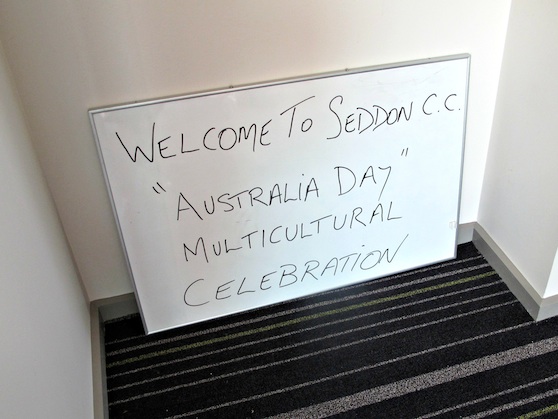 WELCOME TO SEDDON C.C.
"AUSTRALIA DAY"
MULTICULTURAL
CELEBRATION